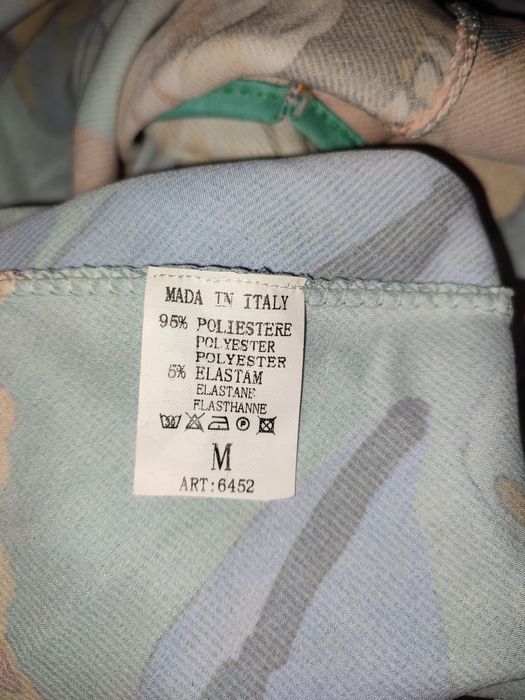 MADA IN ITALY
95% POLIESTERE
POLYESTER
POLYESTER
5% ELASTAM
ELASTANE
ELASTHANNE
M
ART:6452